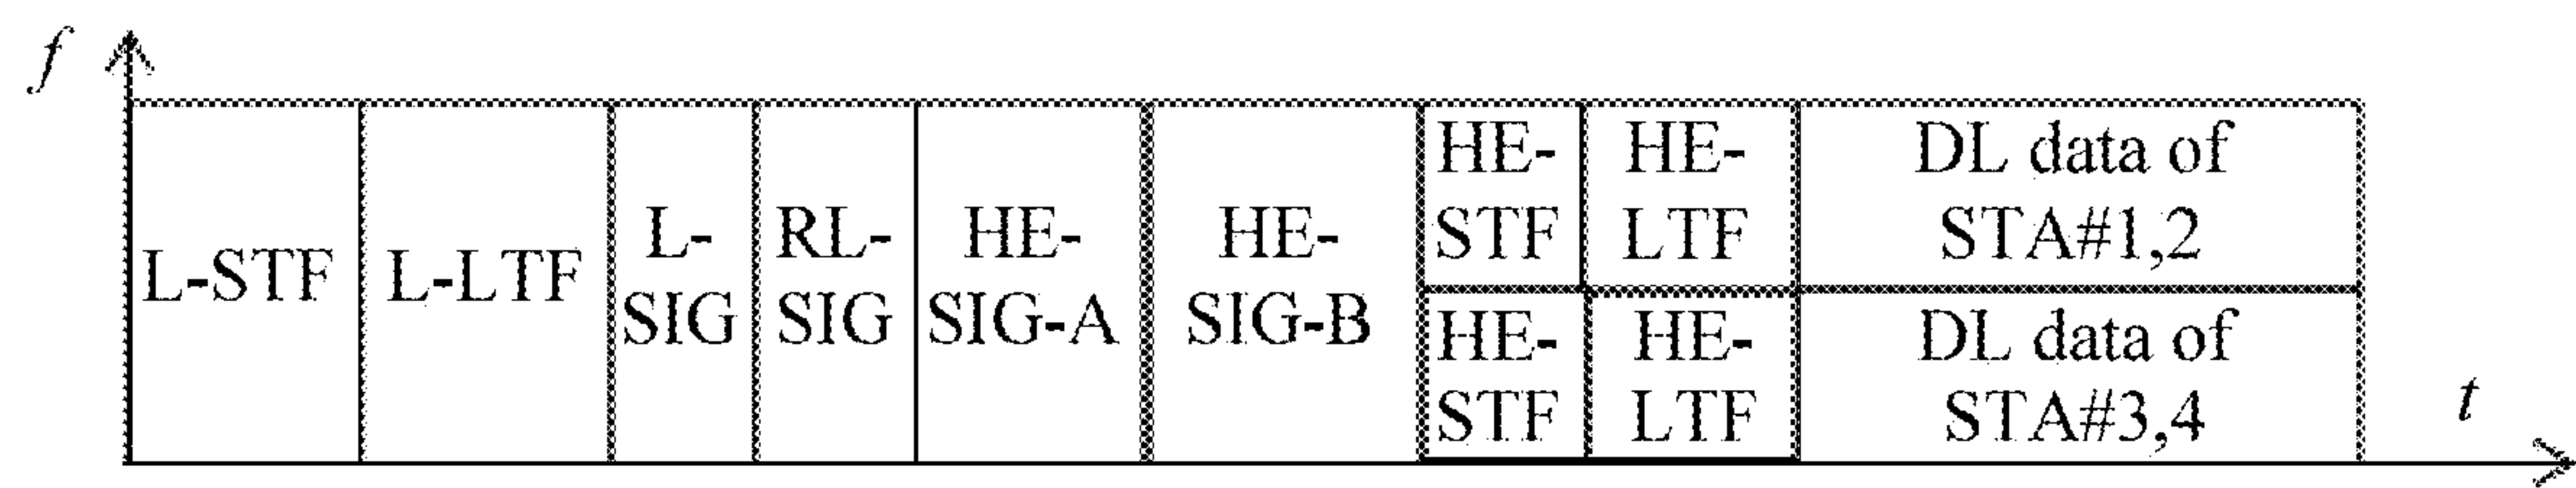 f
L-STF
L-LTF
L-
SIG
RL-
SIG
HE-
SIG-A
HE-
SIG-B
HE-
STF
HE-
LTF
DL data of
STA#1,2
HE-
STF
HE-
LTF
DL data of
STA#3,4
t